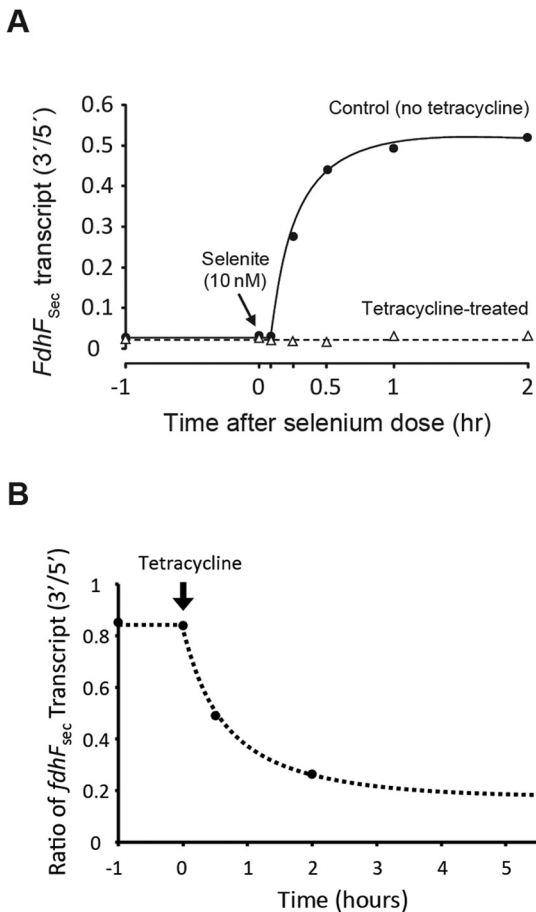 A
FdhF Sec transcript (3´/5´)
0.6
0.5
0.4
0.3
0.2
0.1
0
Control (no tetracycline)
Selenite
(10 nM)
Tetracycline-treated
-1
0
0.5
1
2
Time after selenium dose (hr)
B
Ratio of fdhFsec Transcript (3’/5’)
Tetracycline
1
0.8
0.6
0.4
0.2
0
-1
0
1
2
3
4
5
Time (hours)